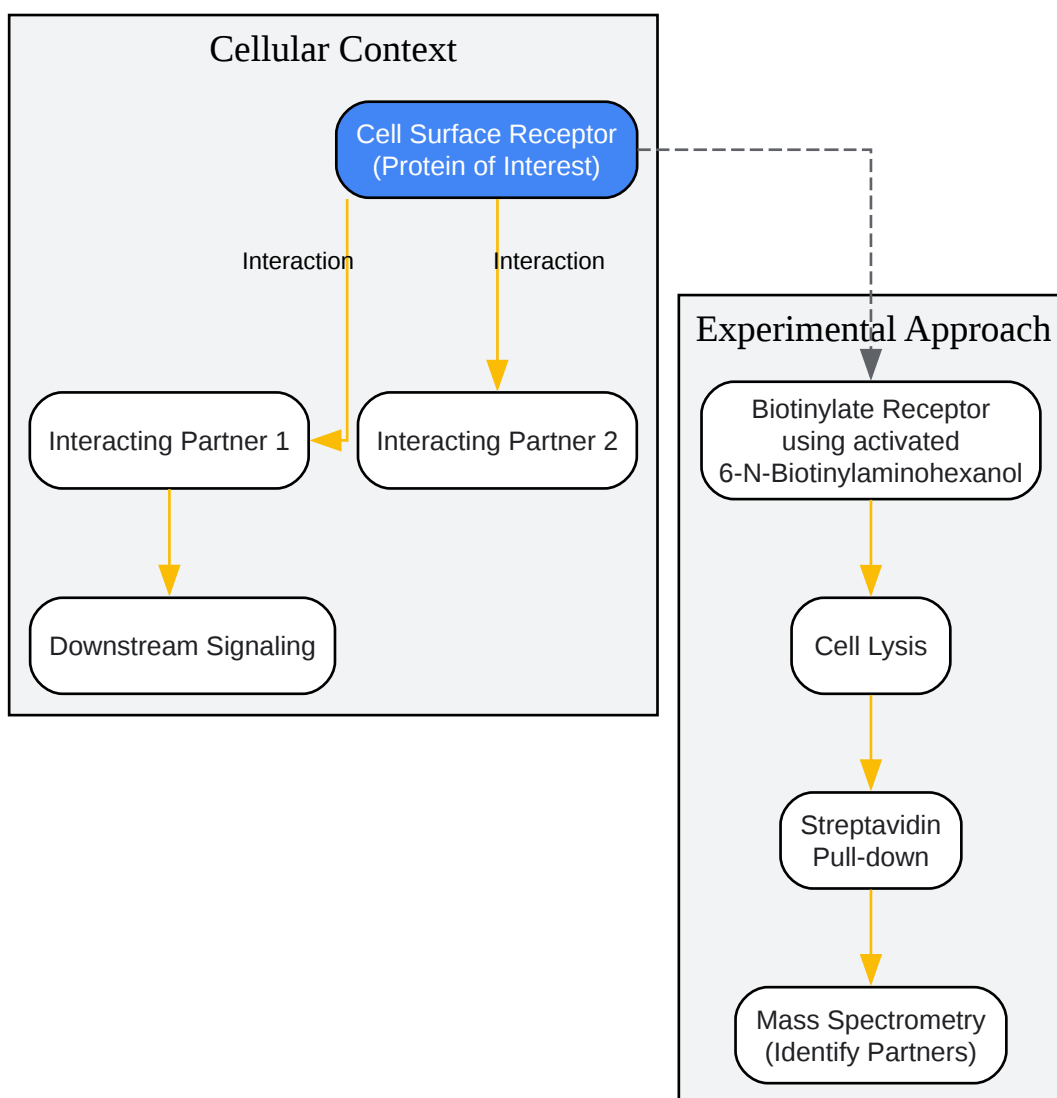 Cellular Context
Cell Surface Receptor
(Protein of Interest)
Interaction
Interaction
Interacting Partner 1
Interacting Partner 2
Downstream Signaling
Experimental Approach
Biotinylate Receptor
using activated
6-N-Biotinylaminohexanol
Cell Lysis
Streptavidin
Pull-down
Mass Spectrometry
(Identify Partners)